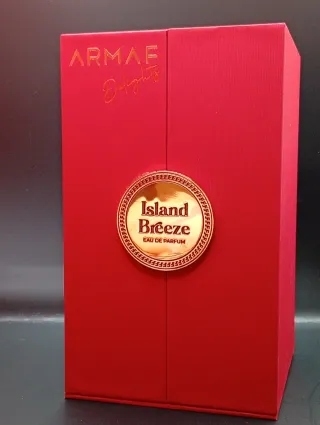 ARMAF
Island
Breeze
EAU DE PARFUM